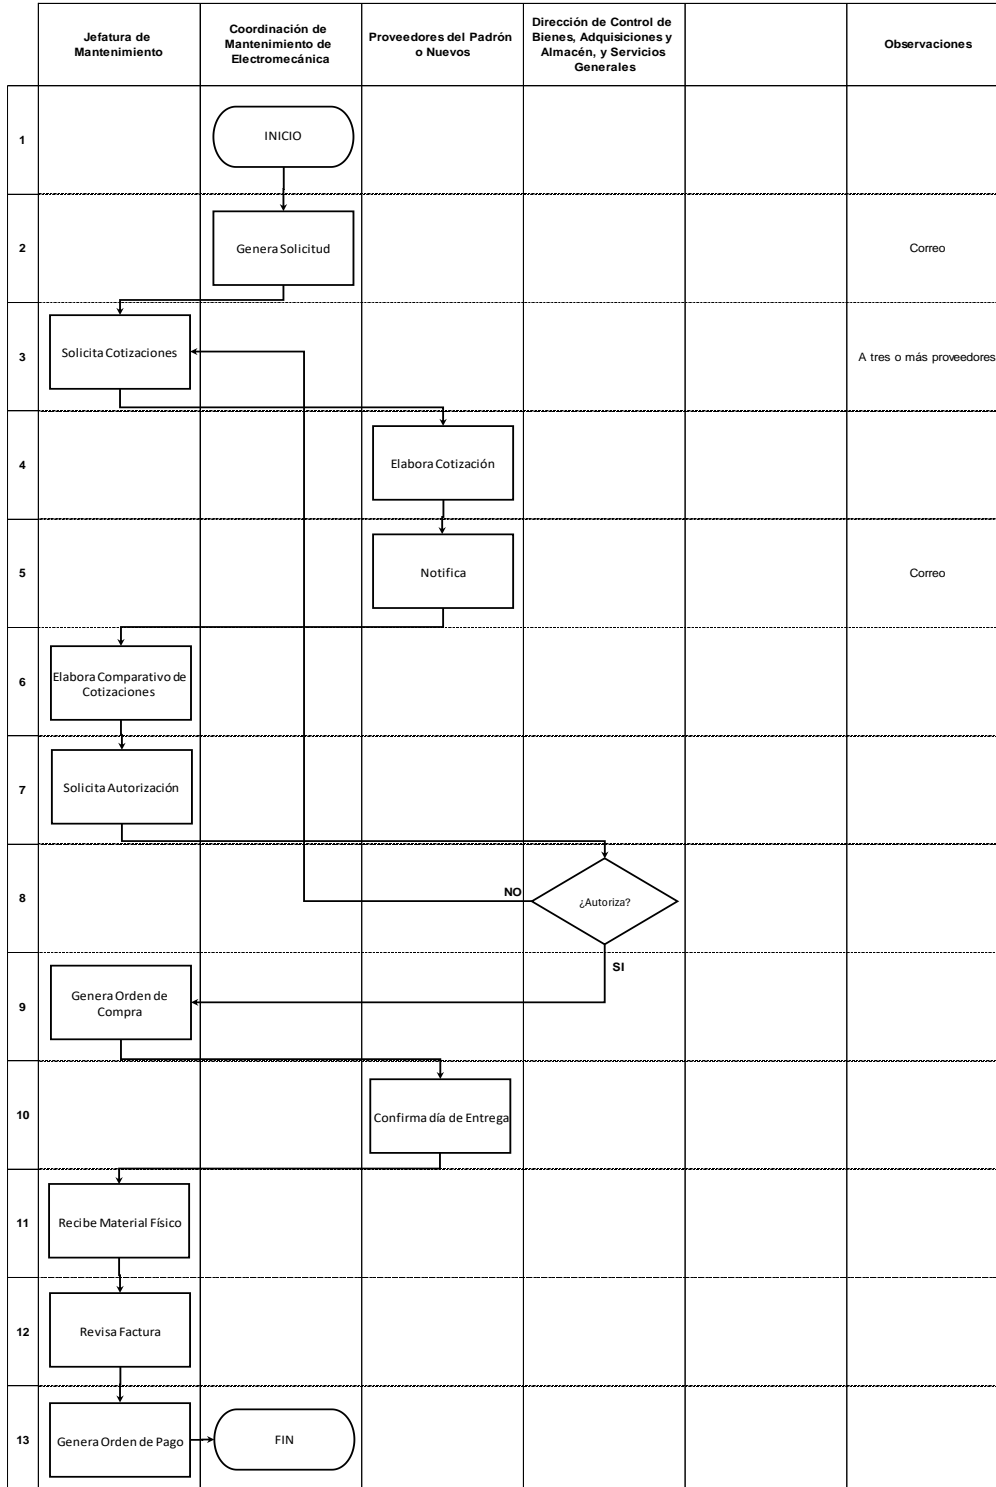 Jefatura de
Mantenimiento
Coordinación de
Mantenimiento de
Electromecánica
Proveedores del Padrón
o Nuevos
Dirección de Control de
Bienes, Adquisiciones y
Almacén, y Servicios
Generales
Observaciones
1
INICIO
2
Genera Solicitud
Correo
3
Solicita Cotizaciones
A tres o más proveedores
4
Elabora Cotización
5
Notifica
Correo
6
Elabora Comparativo de
Cotizaciones
7
Solicita Autorización
8
NO
¿Autoriza?
SI
9
Genera Orden de
Compra
10
Confirma día de Entrega
11
Recibe Material Físico
12
Revisa Factura
13
Genera Orden de Pago
FIN